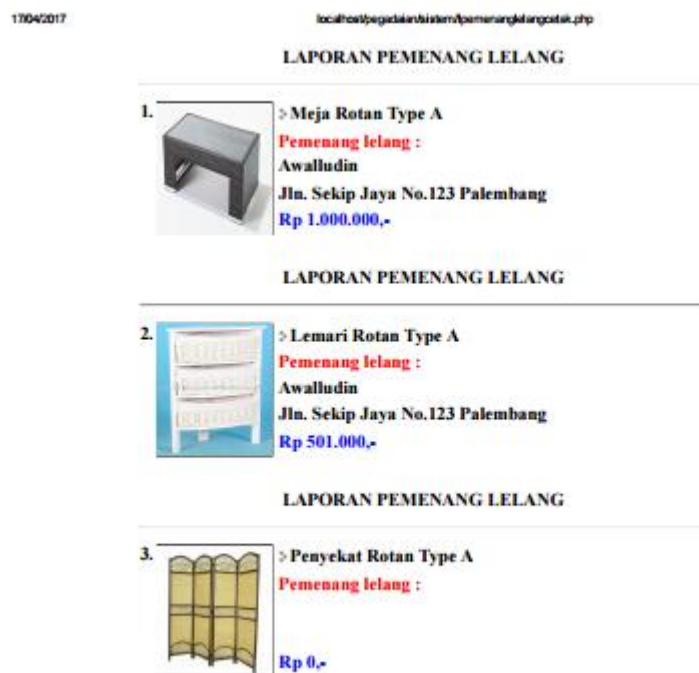 17/04/2017
localhost/pegadaian/sistem/lpemenanglelangcetak.php
LAPORAN PEMENANG LELANG
1.
> Meja Rotan Type A
Pemenang lelang :
Awalludin
Jln. Sekip Jaya No.123 Palembang
Rp 1.000.000,-
LAPORAN PEMENANG LELANG
2.
> Lemari Rotan Type A
Pemenang lelang :
Awalludin
Jln. Sekip Jaya No.123 Palembang
Rp 501.000,-
LAPORAN PEMENANG LELANG
3.
> Penyekat Rotan Type A
Pemenang lelang :
Rp 0,-